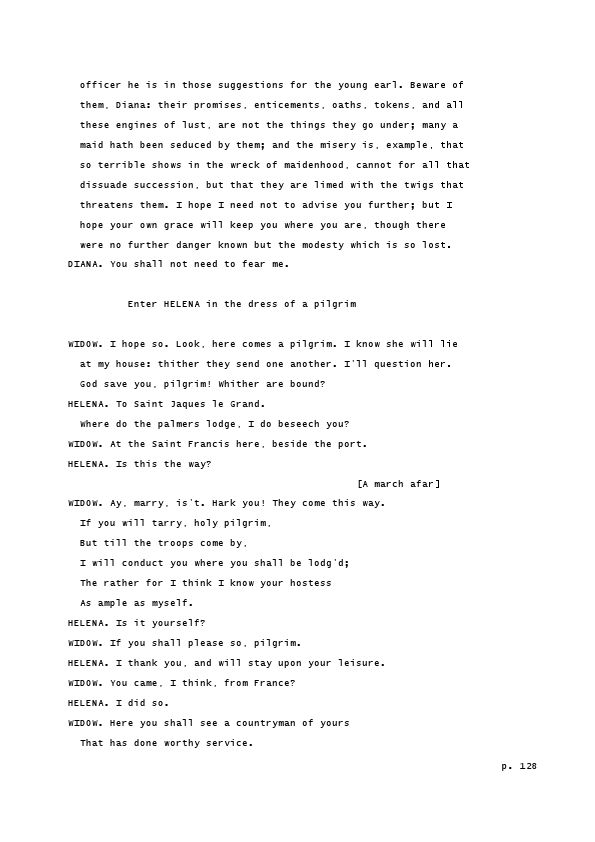 officer he is in those suggestions for the young earl. Beware of
them, Diana: their promises, enticements, oaths, tokens, and all
these engines of lust, are not the things they go under; many a
maid hath been seduced by them; and the misery is, example, that
so terrible shows in the wreck of maidenhood, cannot for all that
dissuade succession, but that they are limed with the twigs that
threatens them. I hope I need not to advise you further; but I
hope your own grace will keep you where you are, though there
were no further danger known but the modesty which is so lost.
DIANA. You shall not need to fear me.
Enter HELENA in the dress of a pilgrim
WIDOW. I hope so. Look, here comes a pilgrim. I know she will lie
at my house: thither they send one another. I'll question her.
God save you, pilgrim! Whither are bound?
HELENA. To Saint Jaques le Grand.
Where do the palmers lodge, I do beseech you?
WIDOW. At the Saint Francis here, beside the port.
HELENA. Is this the way?
[A march afar]
WIDOW. Ay, marry, is't. Hark you! They come this way.
If you will tarry, holy pilgrim,
But till the troops come by,
I will conduct you where you shall be lodg'd;
The rather for I think I know your hostess
As ample as myself.
HELENA. Is it yourself?
WIDOW. If you shall please so, pilgrim.
HELENA. I thank you, and will stay upon your leisure.
WIDOW. You came, I think, from France?
HELENA. I did so.
WIDOW. Here you shall see a countryman of yours
That has done worthy service.
p. 128